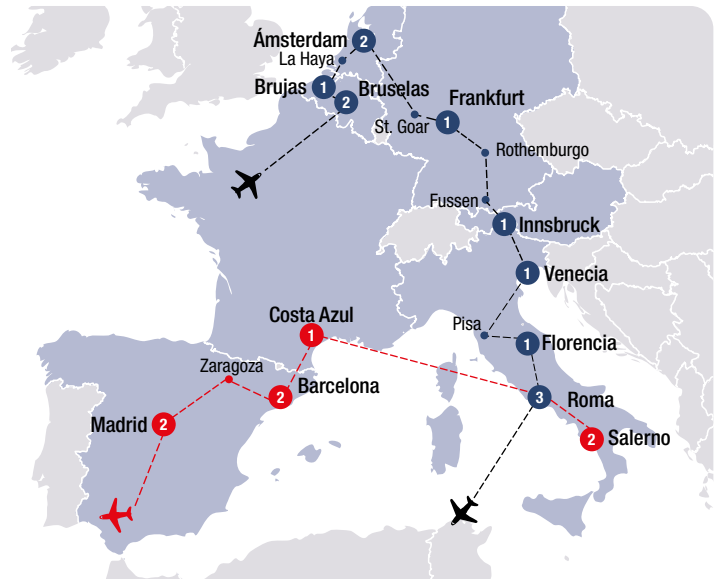 Ámsterdam
2
La Haya
Brujas
1
Bruselas
2
Frankfurt
St. Goar
1
Rothemburgo
Fussen
1
Innsbruck
1
Venecia
Costa Azul
1
Pisa
1
Florencia
Zaragoza
2
Barcelona
3
Roma
Madrid
2
2
Salerno